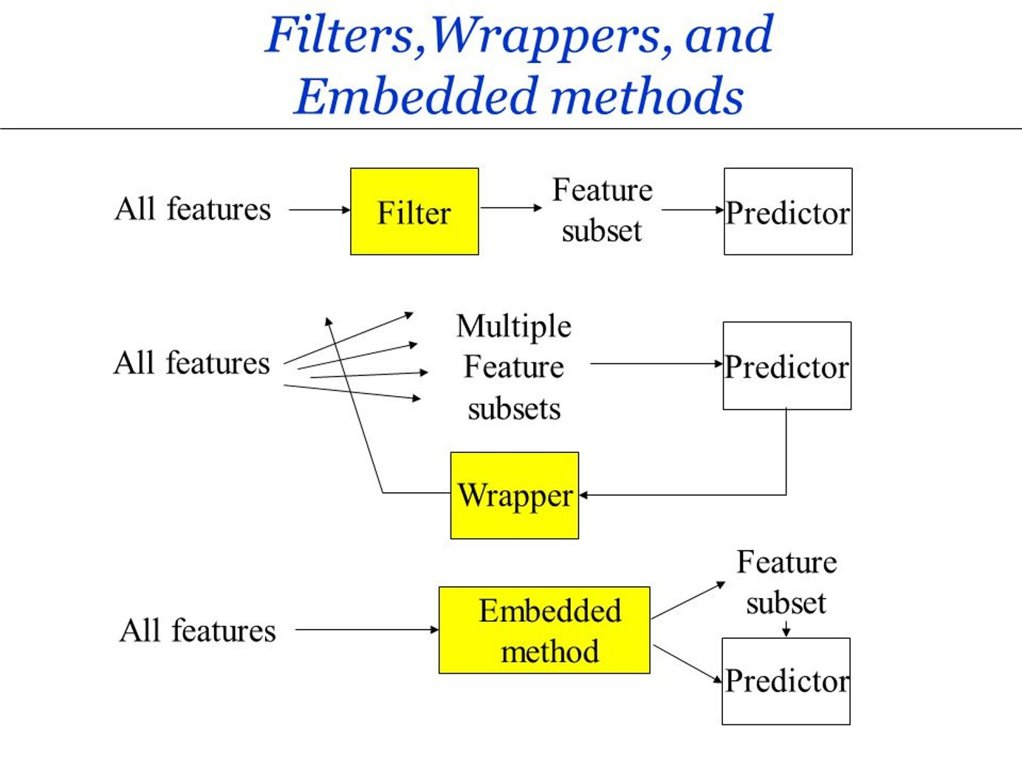 Filters,Wrappers, and
Embedded methods
All features
Filter
Feature
subset
Predictor
All features
Multiple
Feature
subsets
Predictor
Wrapper
All features
Embedded
method
Feature
subset
Predictor